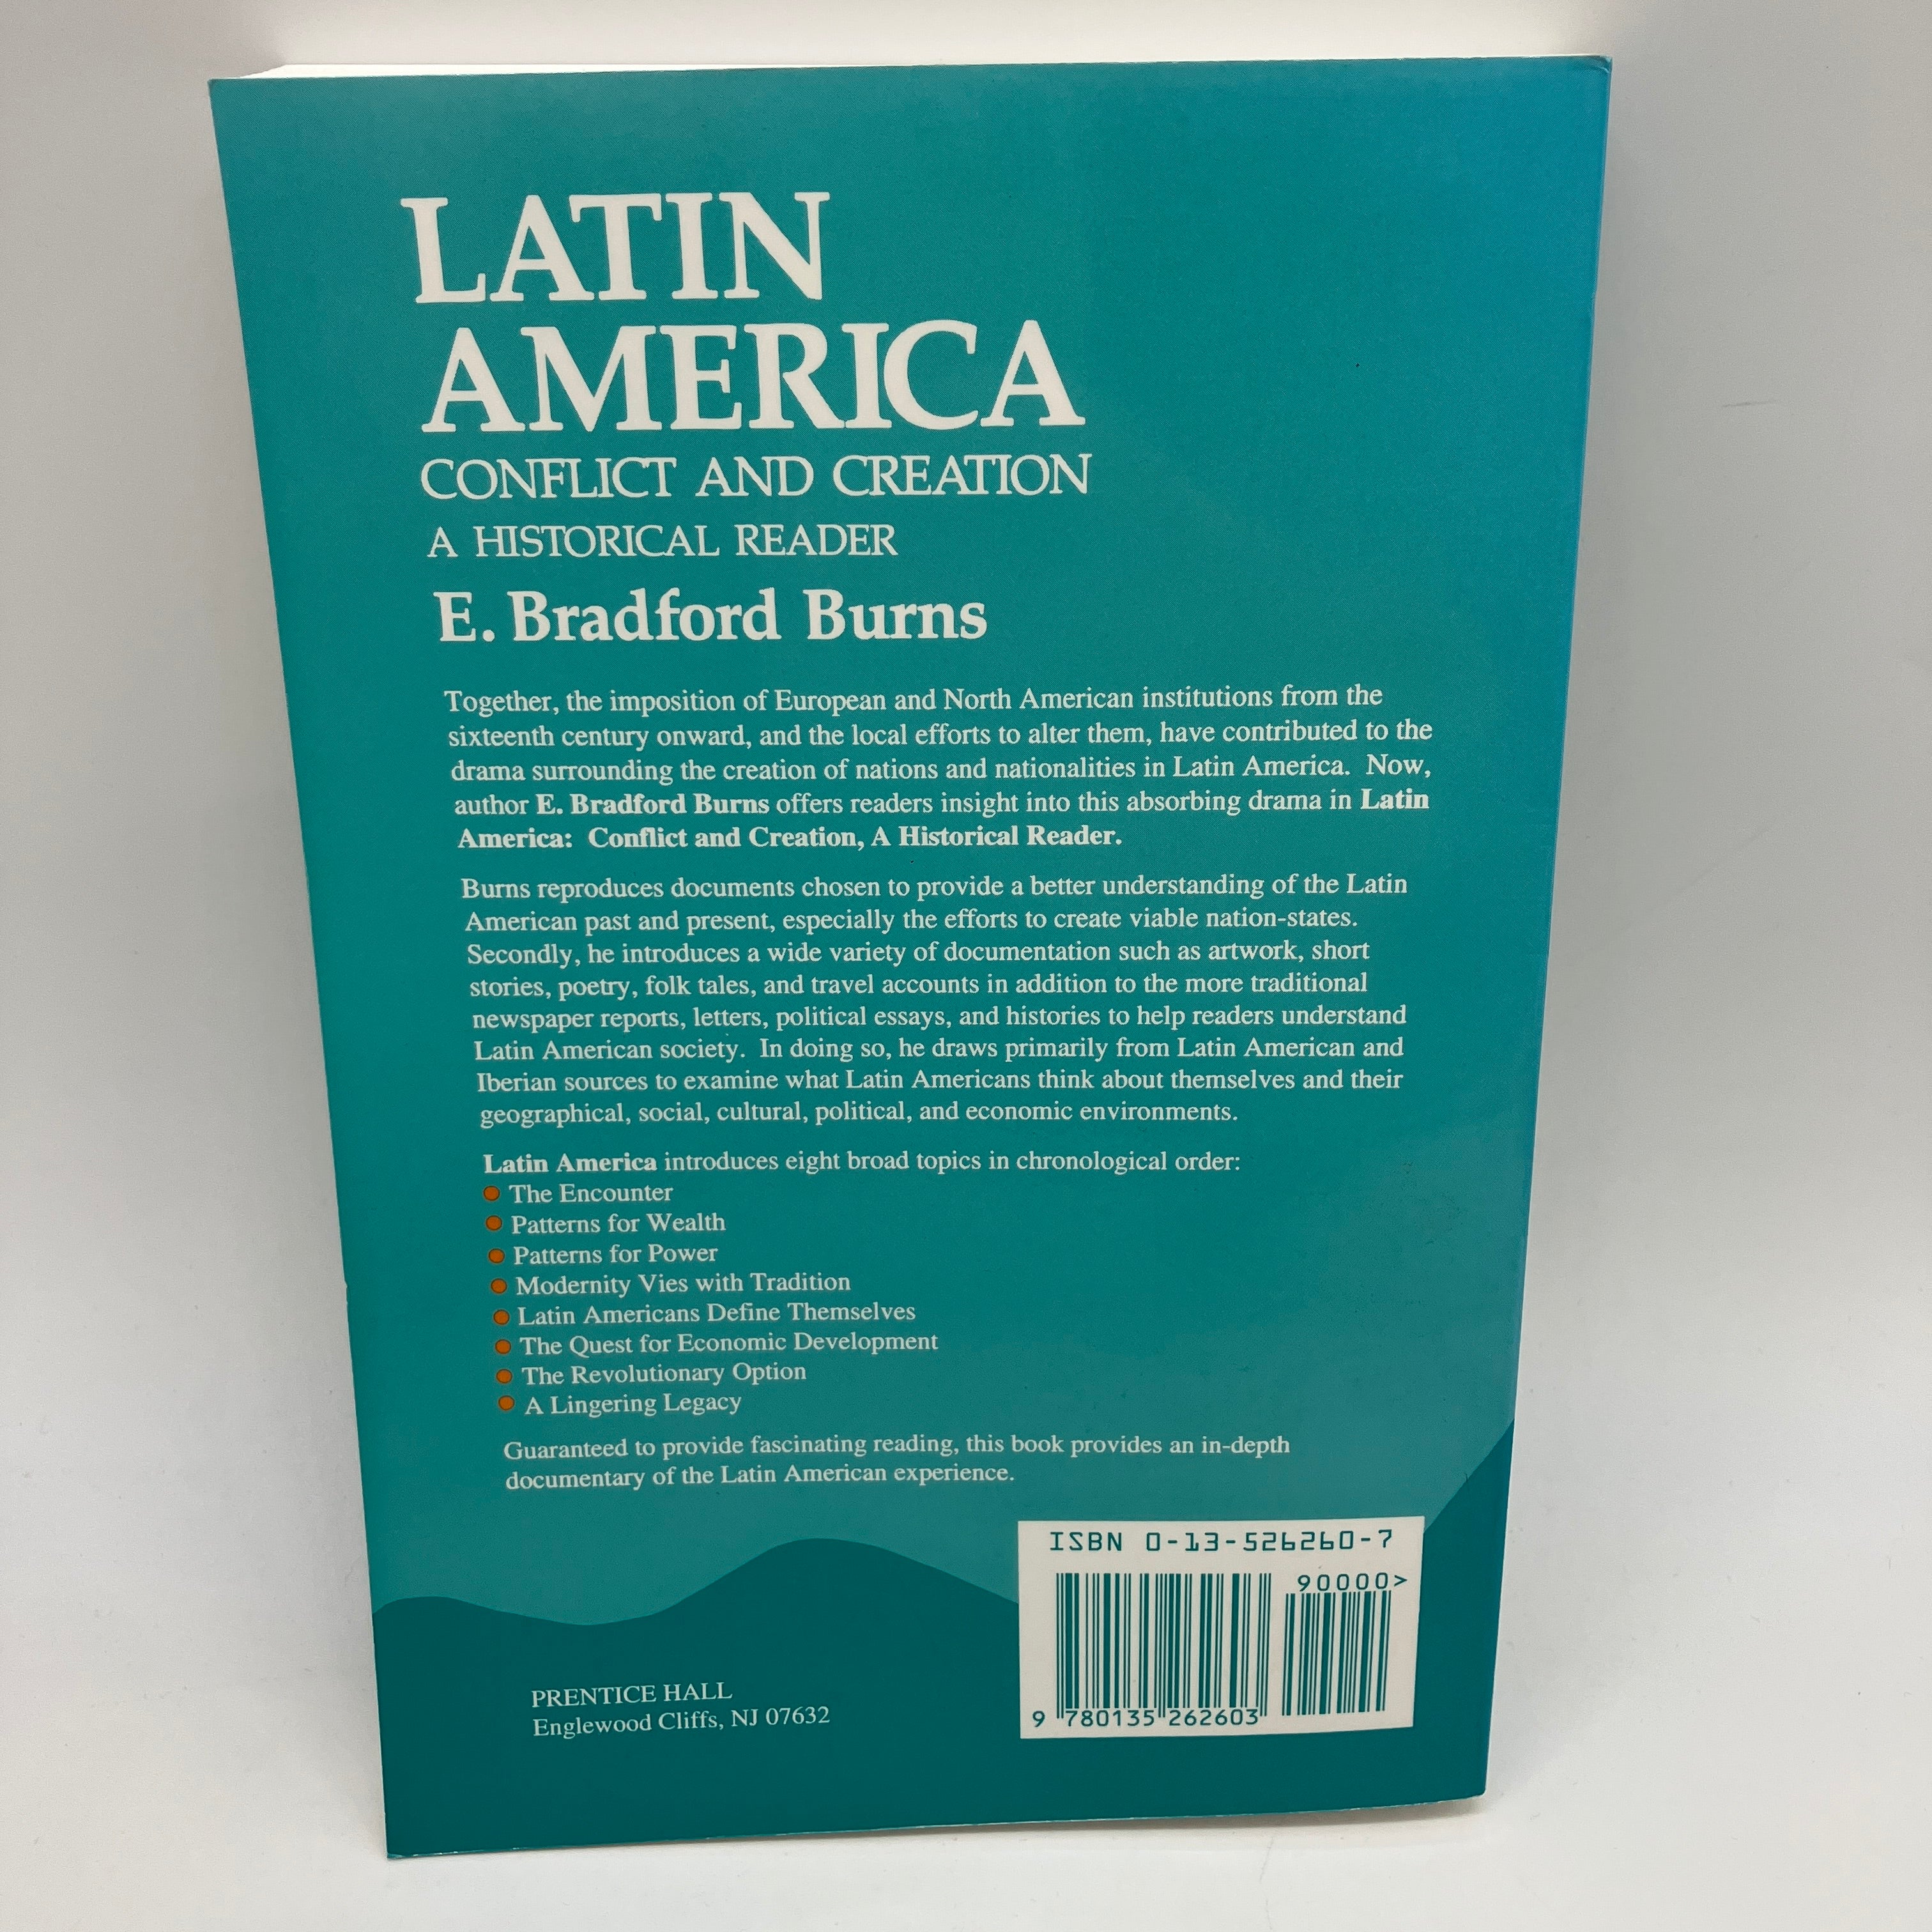 LATIN
AMERICA
CONFLICT AND CREATION
A HISTORICAL READER
E. Bradford Burns
Together, the imposition of European and North American institutions from the
sixteenth century onward, and the local efforts to alter them, have contributed to the
drama surrounding the creation of nations and nationalities in Latin America. Now,
author E. Bradford Burns offers readers insight into this absorbing drama in Latin
America: Conflict and Creation, A Historical Reader.
Burns reproduces documents chosen to provide a better understanding of the Latin
American past and present, especially the efforts to create viable nation-states.
Secondly, he introduces a wide variety of documentation such as artwork, short
stories, poetry, folk tales, and travel accounts in addition to the more traditional
newspaper reports, letters, political essays, and histories to help readers understand
Latin American society. In doing so, he draws primarily from Latin American and
Iberian sources to examine what Latin Americans think about themselves and their
geographical, social, cultural, political, and economic environments.
Latin America introduces eight broad topics in chronological order:
● The Encounter
● Patterns for Wealth
● Patterns for Power
● Modernity Vies with Tradition
● Latin Americans Define Themselves
● The Quest for Economic Development
● The Revolutionary Option
● A Lingering Legacy
Guaranteed to provide fascinating reading, this book provides an in-depth
documentary of the Latin American experience.
ISBN 0-13-526260-7
90000>
9 780135 262603
PRENTICE HALL
Englewood Cliffs, NJ 07632